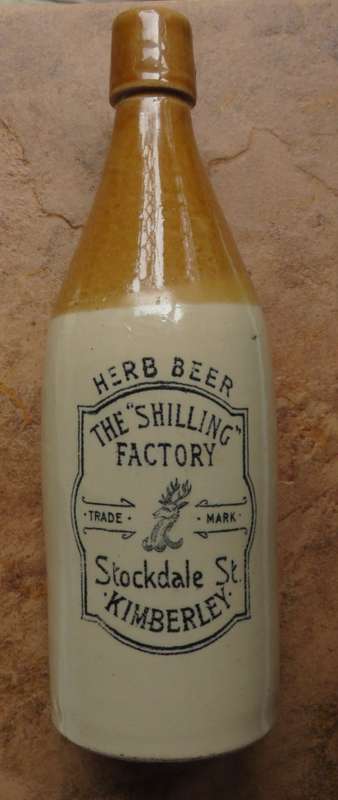 HERB BEER
THE "SHILLING"
FACTORY
· TRADE · · MARK ·
Stockdale St.
· KIMBERLEY ·